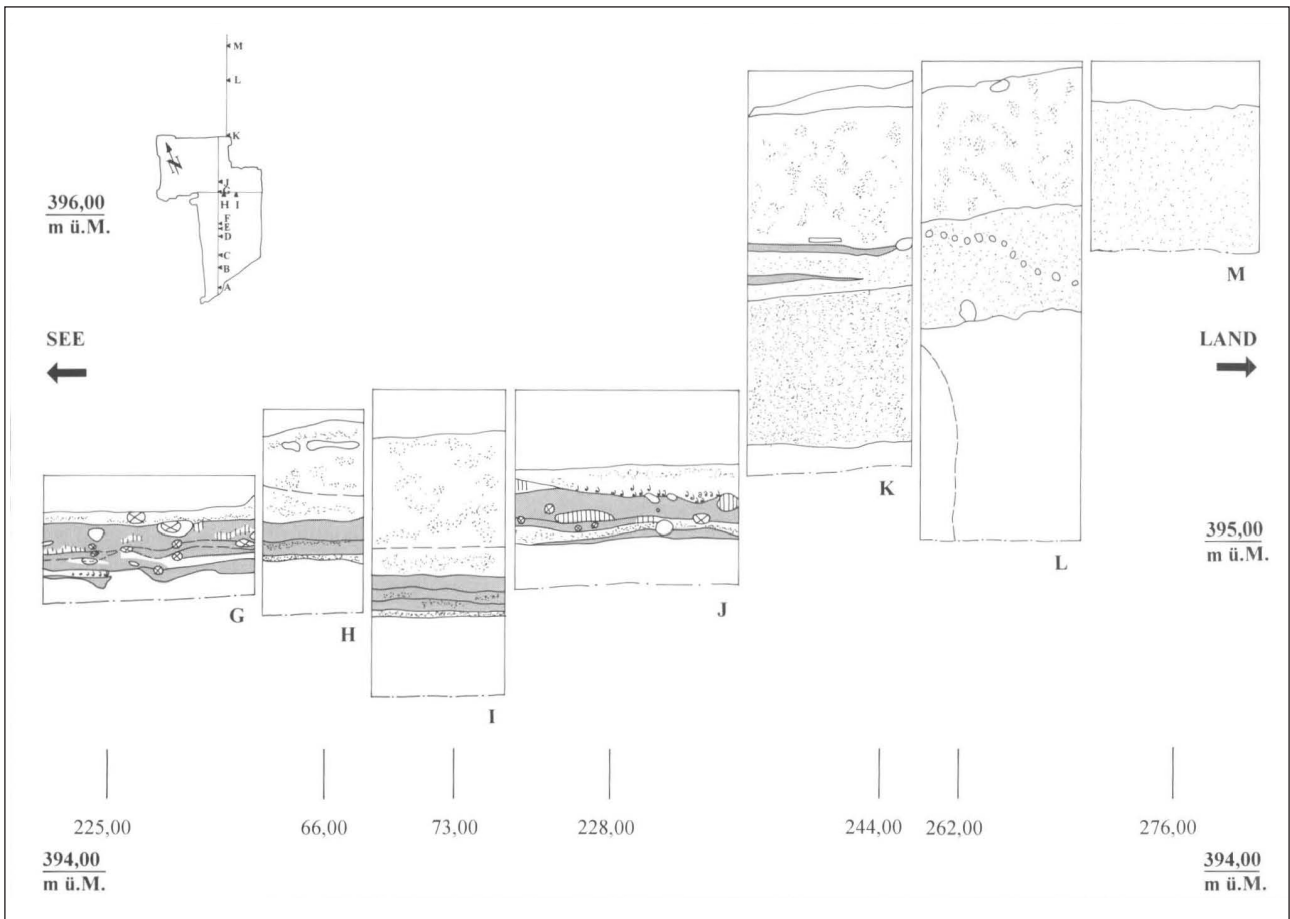 M
L
K
N
J
G
H I
F
E
D
C
B
A
396,00
m ü.M.
SEE
LAND
M
K
395,00
m ü.M.
L
G
H
J
I
225,00 66,00 73,00 228,00 244,00 262,00 276,00
394,00 394,00
m ü.M. m ü.M.